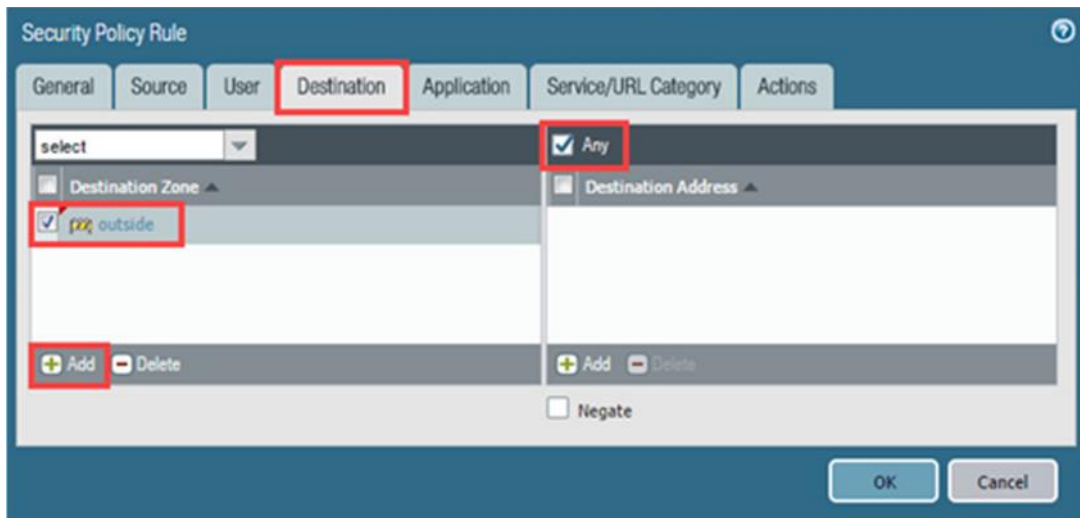 Security Policy Rule
General Source User Destination Application Service/URL Category Actions
select Any
Destination Zone Destination Address
outside
Add Delete Add Delete
Negate
OK Cancel